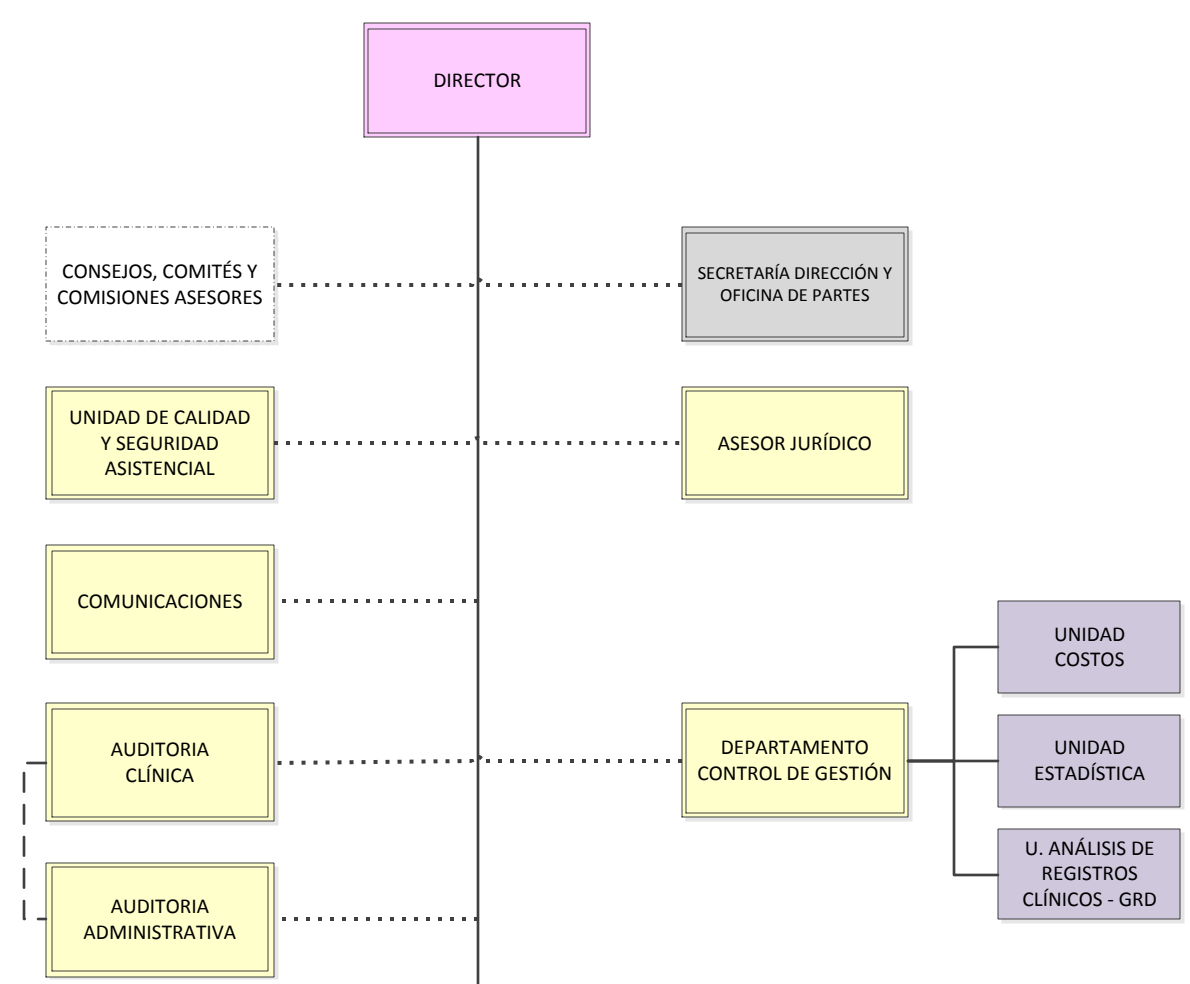 DIRECTOR
CONSEJOS, COMITÉS Y
COMISIONES ASESORES
SECRETARÍA DIRECCIÓN Y
OFICINA DE PARTES
UNIDAD DE CALIDAD
Y SEGURIDAD
ASISTENCIAL
ASESOR JURÍDICO
COMUNICACIONES
UNIDAD
COSTOS
AUDITORIA
CLÍNICA
DEPARTAMENTO
CONTROL DE GESTIÓN
UNIDAD
ESTADÍSTICA
U. ANÁLISIS DE
REGISTROS
CLÍNICOS - GRD
AUDITORIA
ADMINISTRATIVA